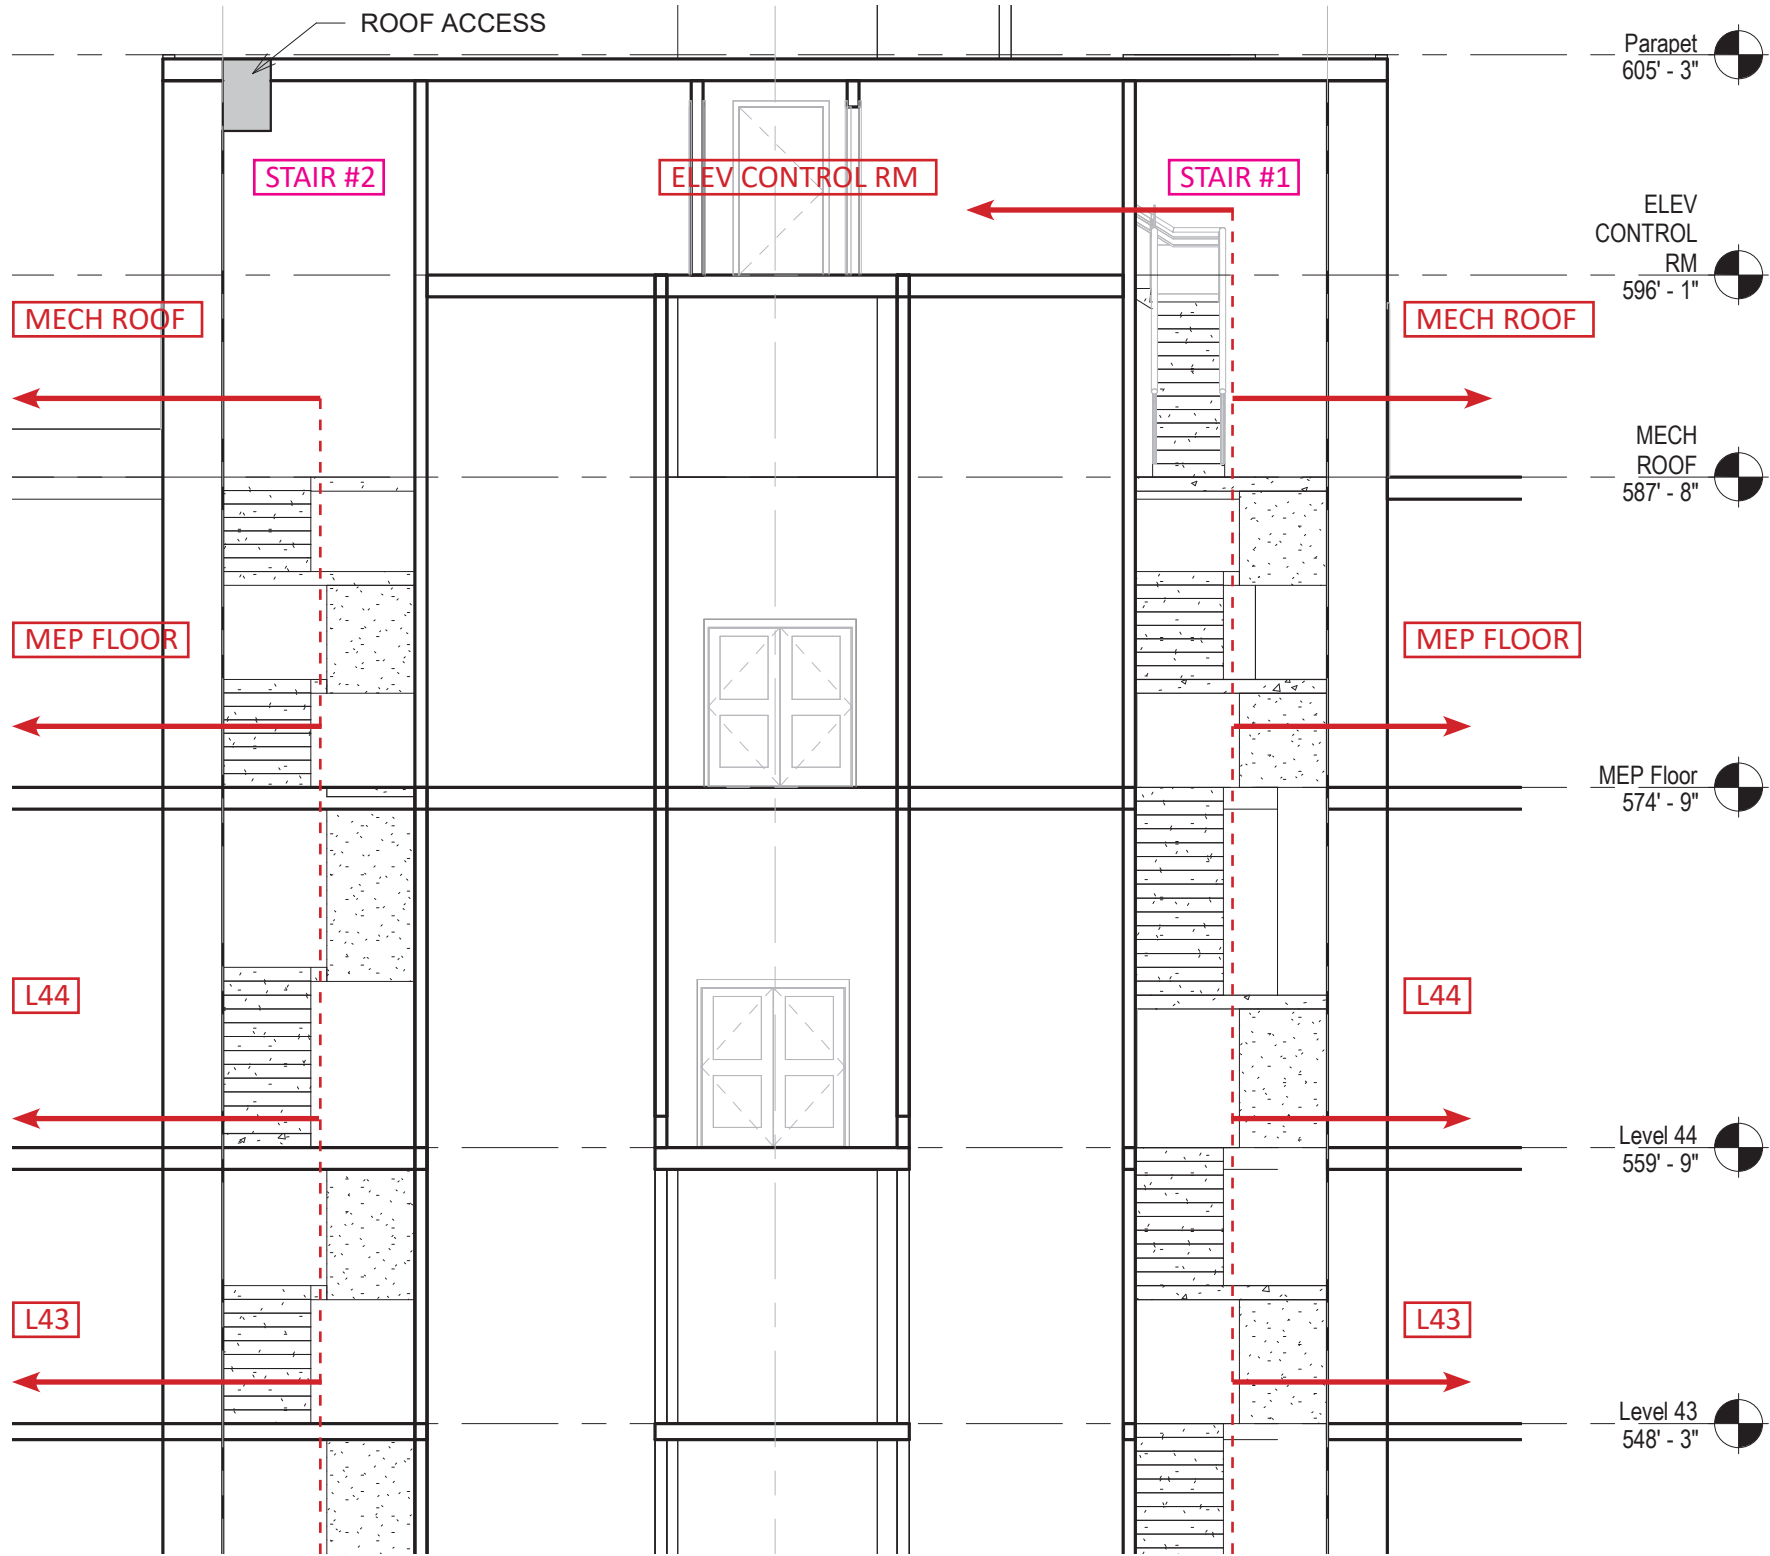 ROOF ACCESS
Parapet
605' - 3"
STAIR #2
ELEV CONTROL RM
STAIR #1
ELEV
CONTROL
RM
596' - 1"
MECH ROOF
MECH ROOF
MECH
ROOF
587' - 8"
MEP FLOOR
MEP FLOOR
MEP Floor
574' - 9"
L44
L44
Level 44
559' - 9"
L43
L43
Level 43
548' - 3"